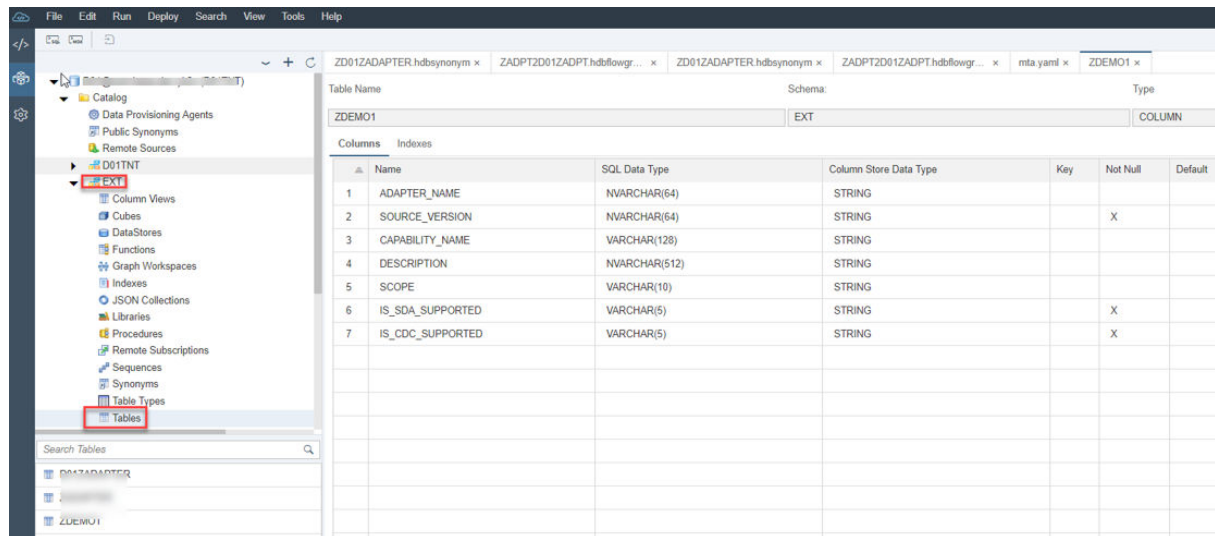 File Edit Run Deploy Search View Tools Help
ZD01ZADAPTER.hdbsynonym × ZADPT2D01ZADPT.hdbflowgr... × ZD01ZADAPTER.hdbsynonym × ZADPT2D01ZADPT.hdbflowgr... × mta.yaml × ZDEMO1 ×
Catalog
Data Provisioning Agents
Public Synonyms
Remote Sources
D01TNT
EXT
Column Views
Cubes
DataStores
Functions
Graph Workspaces
Indexes
JSON Collections
Libraries
Procedures
Remote Subscriptions
Sequences
Synonyms
Table Types
Tables
Search Tables
D01ZADAPTER
ZDEMO1
Table Name Schema: Type
ZDEMO1 EXT COLUMN
Columns Indexes
Name SQL Data Type Column Store Data Type Key Not Null Default
1 ADAPTER_NAME NVARCHAR(64) STRING
2 SOURCE_VERSION NVARCHAR(64) STRING X
3 CAPABILITY_NAME VARCHAR(128) STRING
4 DESCRIPTION NVARCHAR(512) STRING
5 SCOPE VARCHAR(10) STRING
6 IS_SDA_SUPPORTED VARCHAR(5) STRING X
7 IS_CDC_SUPPORTED VARCHAR(5) STRING X